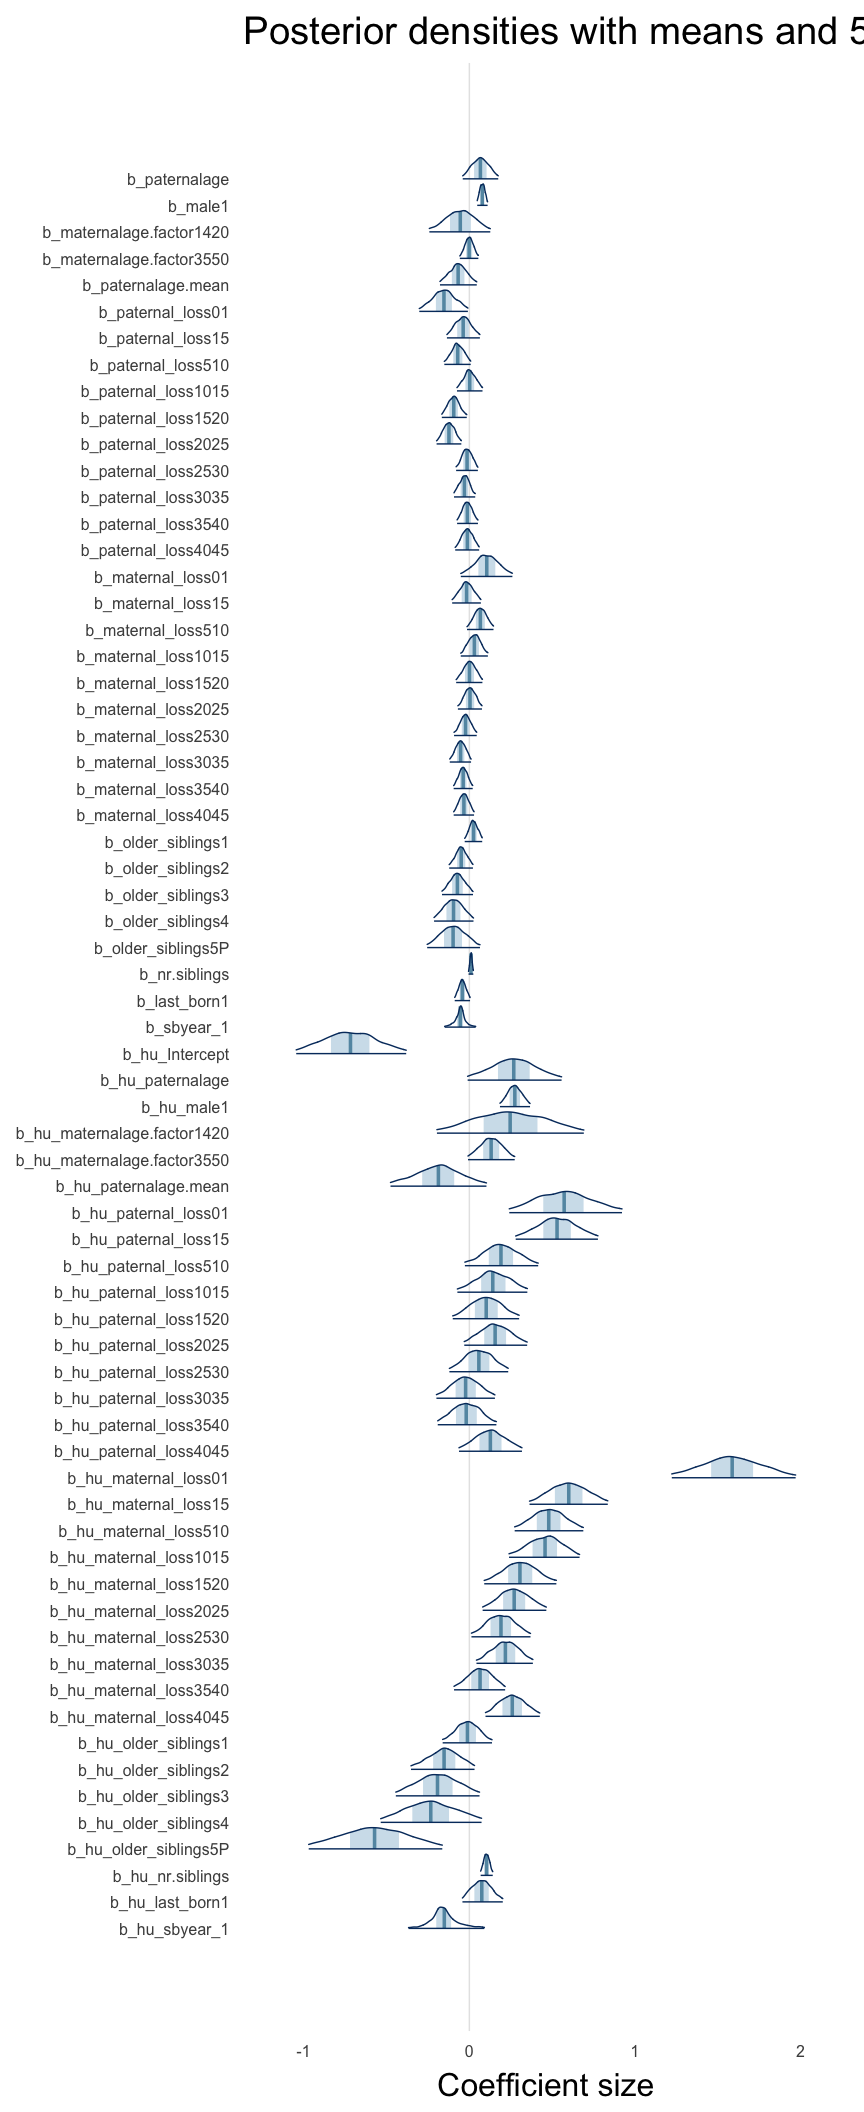 Posterior densities with means and 5
b_paternalage
b_male1
b_maternalage.factor1420
b_maternalage.factor3550
b_paternalage.mean
b_paternal_loss01
b_paternal_loss15
b_paternal_loss510
b_paternal_loss1015
b_paternal_loss1520
b_paternal_loss2025
b_paternal_loss2530
b_paternal_loss3035
b_paternal_loss3540
b_paternal_loss4045
b_maternal_loss01
b_maternal_loss15
b_maternal_loss510
b_maternal_loss1015
b_maternal_loss1520
b_maternal_loss2025
b_maternal_loss2530
b_maternal_loss3035
b_maternal_loss3540
b_maternal_loss4045
b_older_siblings1
b_older_siblings2
b_older_siblings3
b_older_siblings4
b_older_siblings5P
b_nr.siblings
b_last_born1
b_sbyear_1
b_hu_Intercept
b_hu_paternalage
b_hu_male1
b_hu_maternalage.factor1420
b_hu_maternalage.factor3550
b_hu_paternalage.mean
b_hu_paternal_loss01
b_hu_paternal_loss15
b_hu_paternal_loss510
b_hu_paternal_loss1015
b_hu_paternal_loss1520
b_hu_paternal_loss2025
b_hu_paternal_loss2530
b_hu_paternal_loss3035
b_hu_paternal_loss3540
b_hu_paternal_loss4045
b_hu_maternal_loss01
b_hu_maternal_loss15
b_hu_maternal_loss510
b_hu_maternal_loss1015
b_hu_maternal_loss1520
b_hu_maternal_loss2025
b_hu_maternal_loss2530
b_hu_maternal_loss3035
b_hu_maternal_loss3540
b_hu_maternal_loss4045
b_hu_older_siblings1
b_hu_older_siblings2
b_hu_older_siblings3
b_hu_older_siblings4
b_hu_older_siblings5P
b_hu_nr.siblings
b_hu_last_born1
b_hu_sbyear_1
-1 0 1 2
Coefficient size